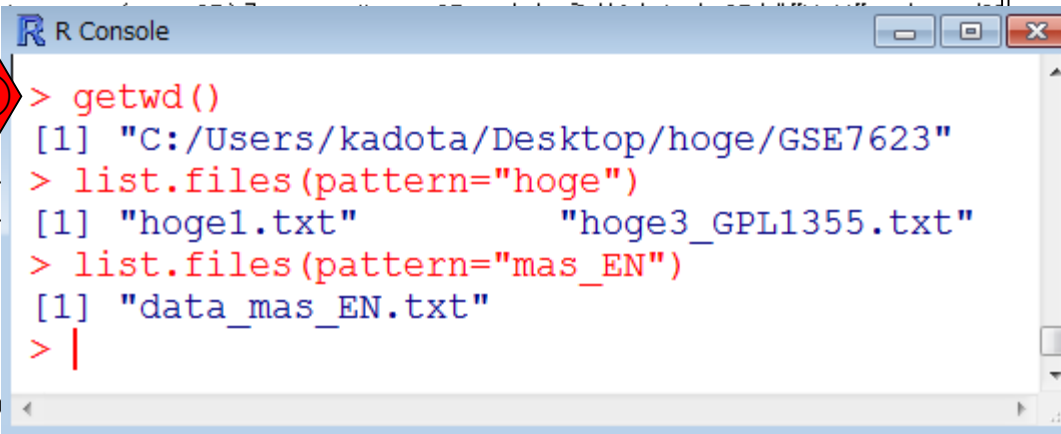 R Console
> getwd()
[1] "C:/Users/kadota/Desktop/hoge/GSE7623"
> list.files(pattern="hoge")
[1] "hoge1.txt"          "hoge3_GPL1355.txt"
> list.files(pattern="mas_EN")
[1] "data_mas_EN.txt"
>